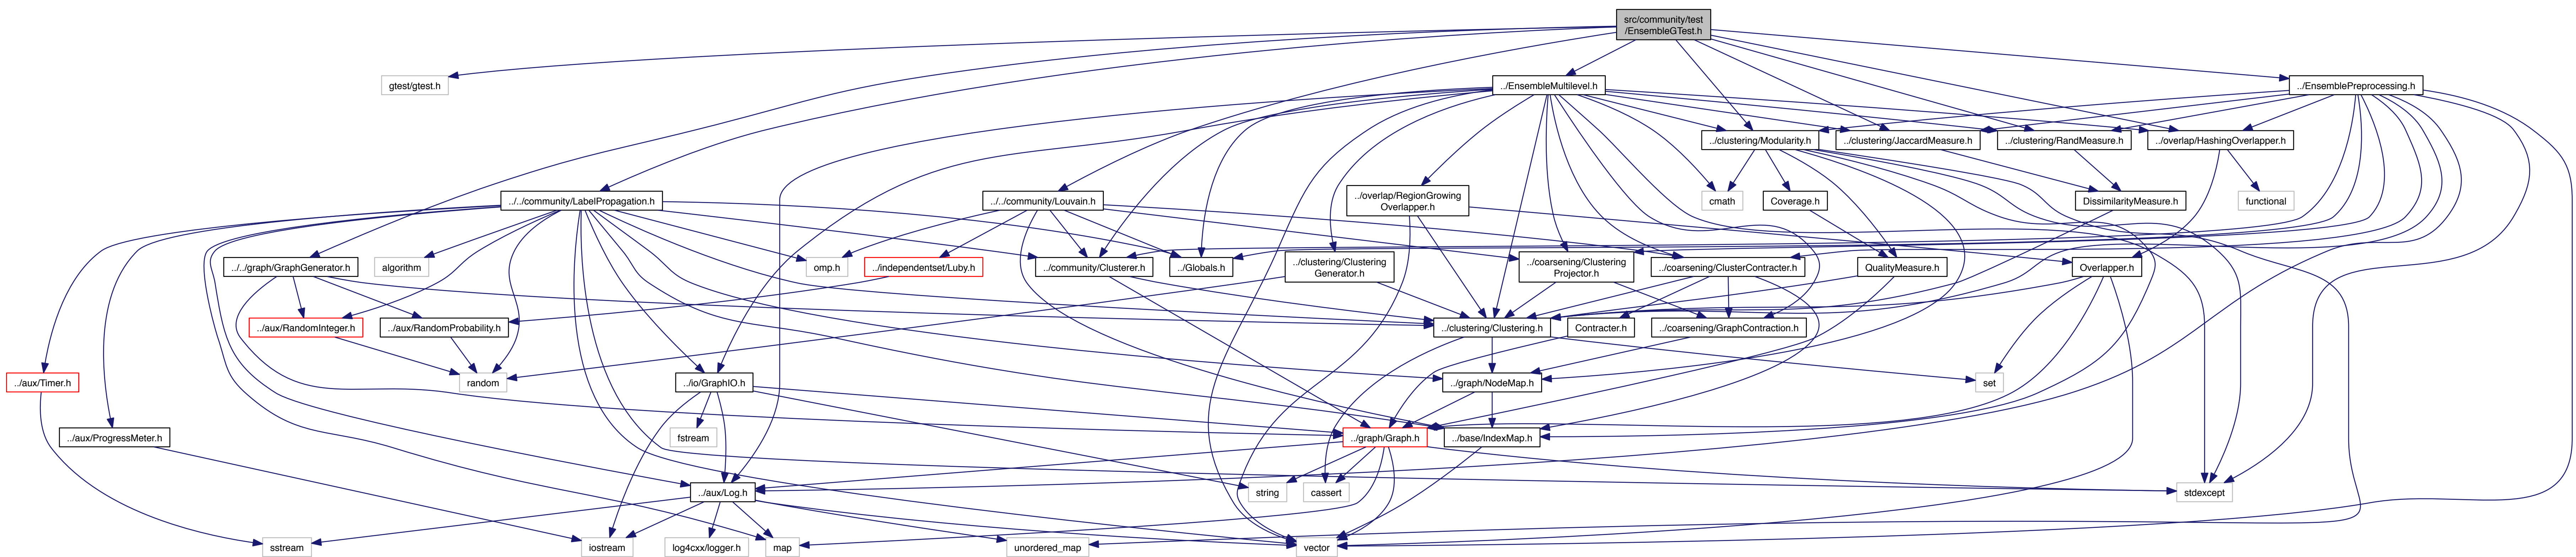 src/community/test
/EnsembleGTest.h
gtest/gtest.h
../EnsembleMultilevel.h
../EnsemblePreprocessing.h
../clustering/Modularity.h
../clustering/JaccardMeasure.h
../clustering/RandMeasure.h
../overlap/HashingOverlapper.h
../../community/LabelPropagation.h
../../community/Louvain.h
../overlap/RegionGrowing
Overlapper.h
cmath
Coverage.h
DissimilarityMeasure.h
functional
../../graph/GraphGenerator.h
algorithm
omp.h
../independentset/Luby.h
../community/Clusterer.h
../Globals.h
../clustering/Clustering
Generator.h
../coarsening/Clustering
Projector.h
../coarsening/ClusterContracter.h
QualityMeasure.h
Overlapper.h
../aux/RandomInteger.h
../aux/RandomProbability.h
../clustering/Clustering.h
Contracter.h
../coarsening/GraphContraction.h
../aux/Timer.h
random
../io/GraphIO.h
../graph/NodeMap.h
set
../aux/ProgressMeter.h
fstream
../graph/Graph.h
../base/IndexMap.h
../aux/Log.h
string
cassert
stdexcept
sstream
iostream
log4cxx/logger.h
map
unordered_map
vector